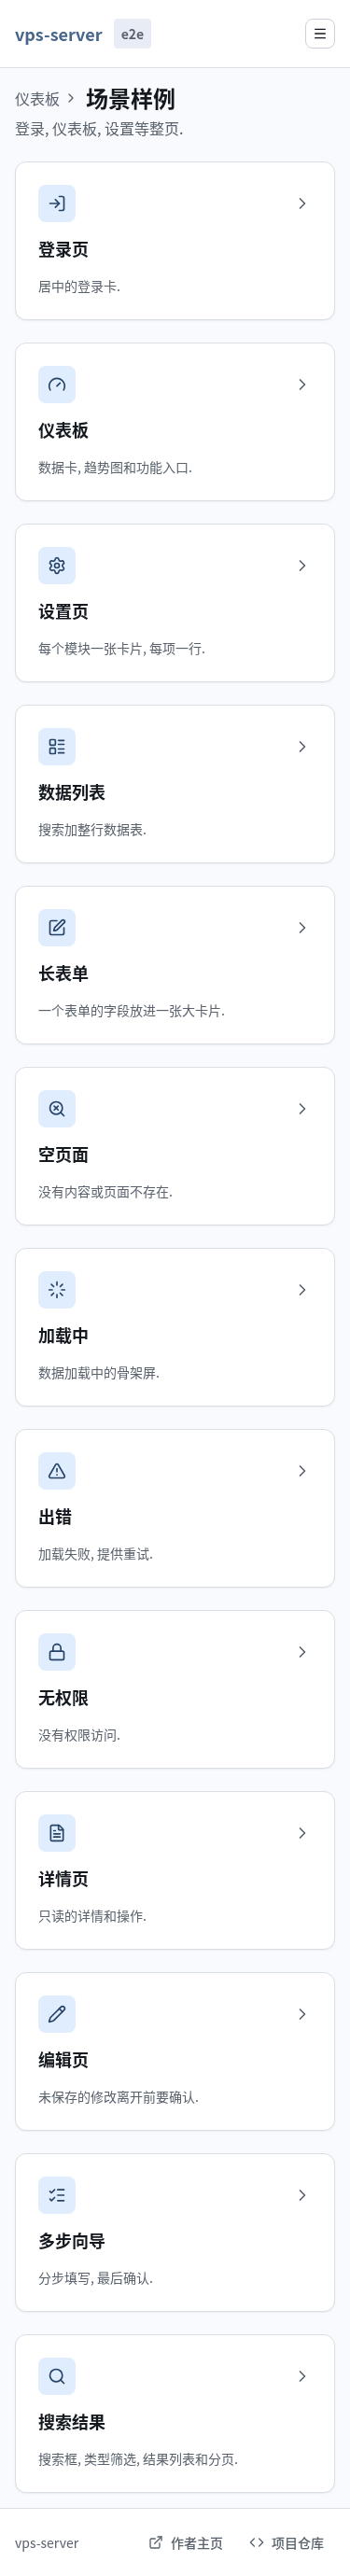 vps-server e2e
仪表板 场景样例
登录, 仪表板, 设置等整页.
登录页
居中的登录卡.
仪表板
数据卡, 趋势图和功能入口.
设置页
每个模块一张卡片, 每项一行.
数据列表
搜索加整行数据表.
长表单
一个表单的字段放进一张大卡片.
空页面
没有内容或页面不存在.
加载中
数据加载中的骨架屏.
出错
加载失败, 提供重试.
无权限
没有权限访问.
详情页
只读的详情和操作.
编辑页
未保存的修改离开前要确认.
多步向导
分步填写, 最后确认.
搜索结果
搜索框, 类型筛选, 结果列表和分页.
vps-server 作者主页 项目仓库